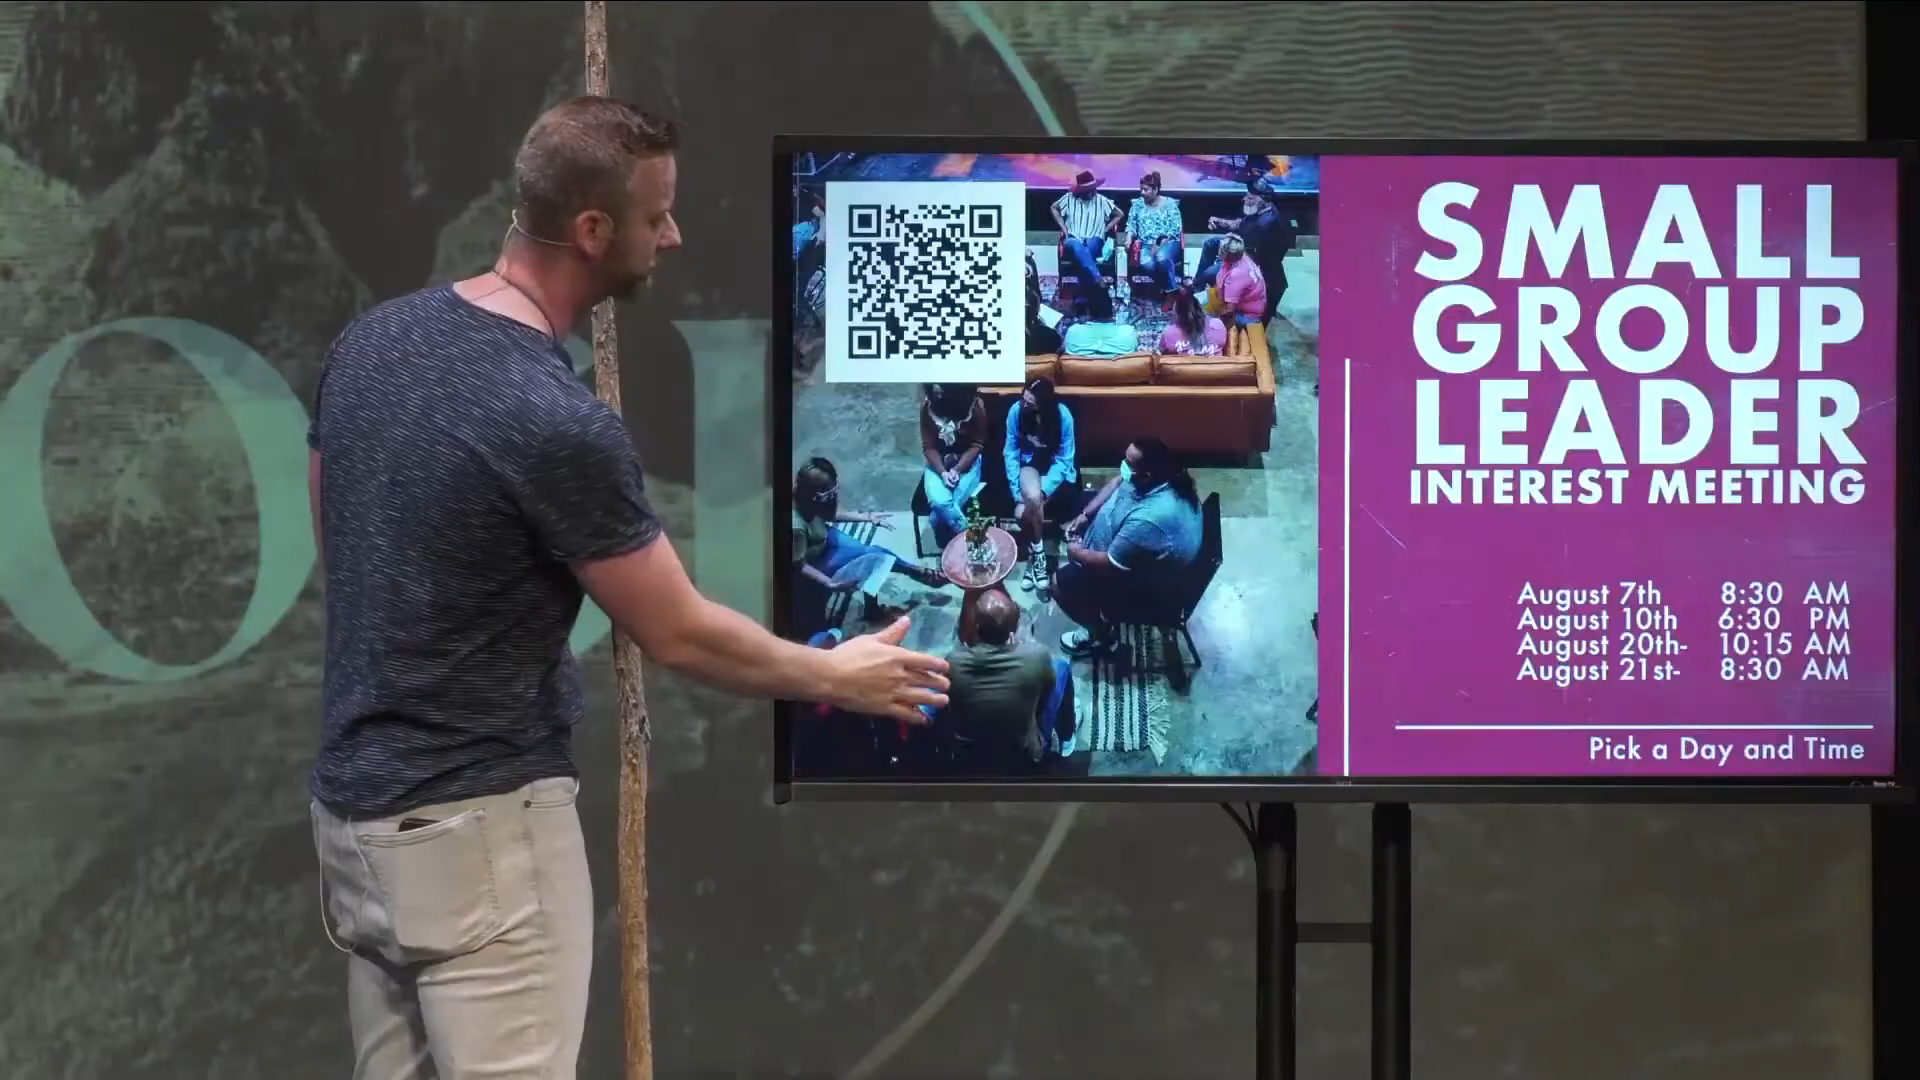 SMALL
GROUP
LEADER
INTEREST MEETING
August 7th 8:30 AM
August 10th 6:30 PM
August 20th- 10:15 AM
August 21st- 8:30 AM
Pick a Day and Time